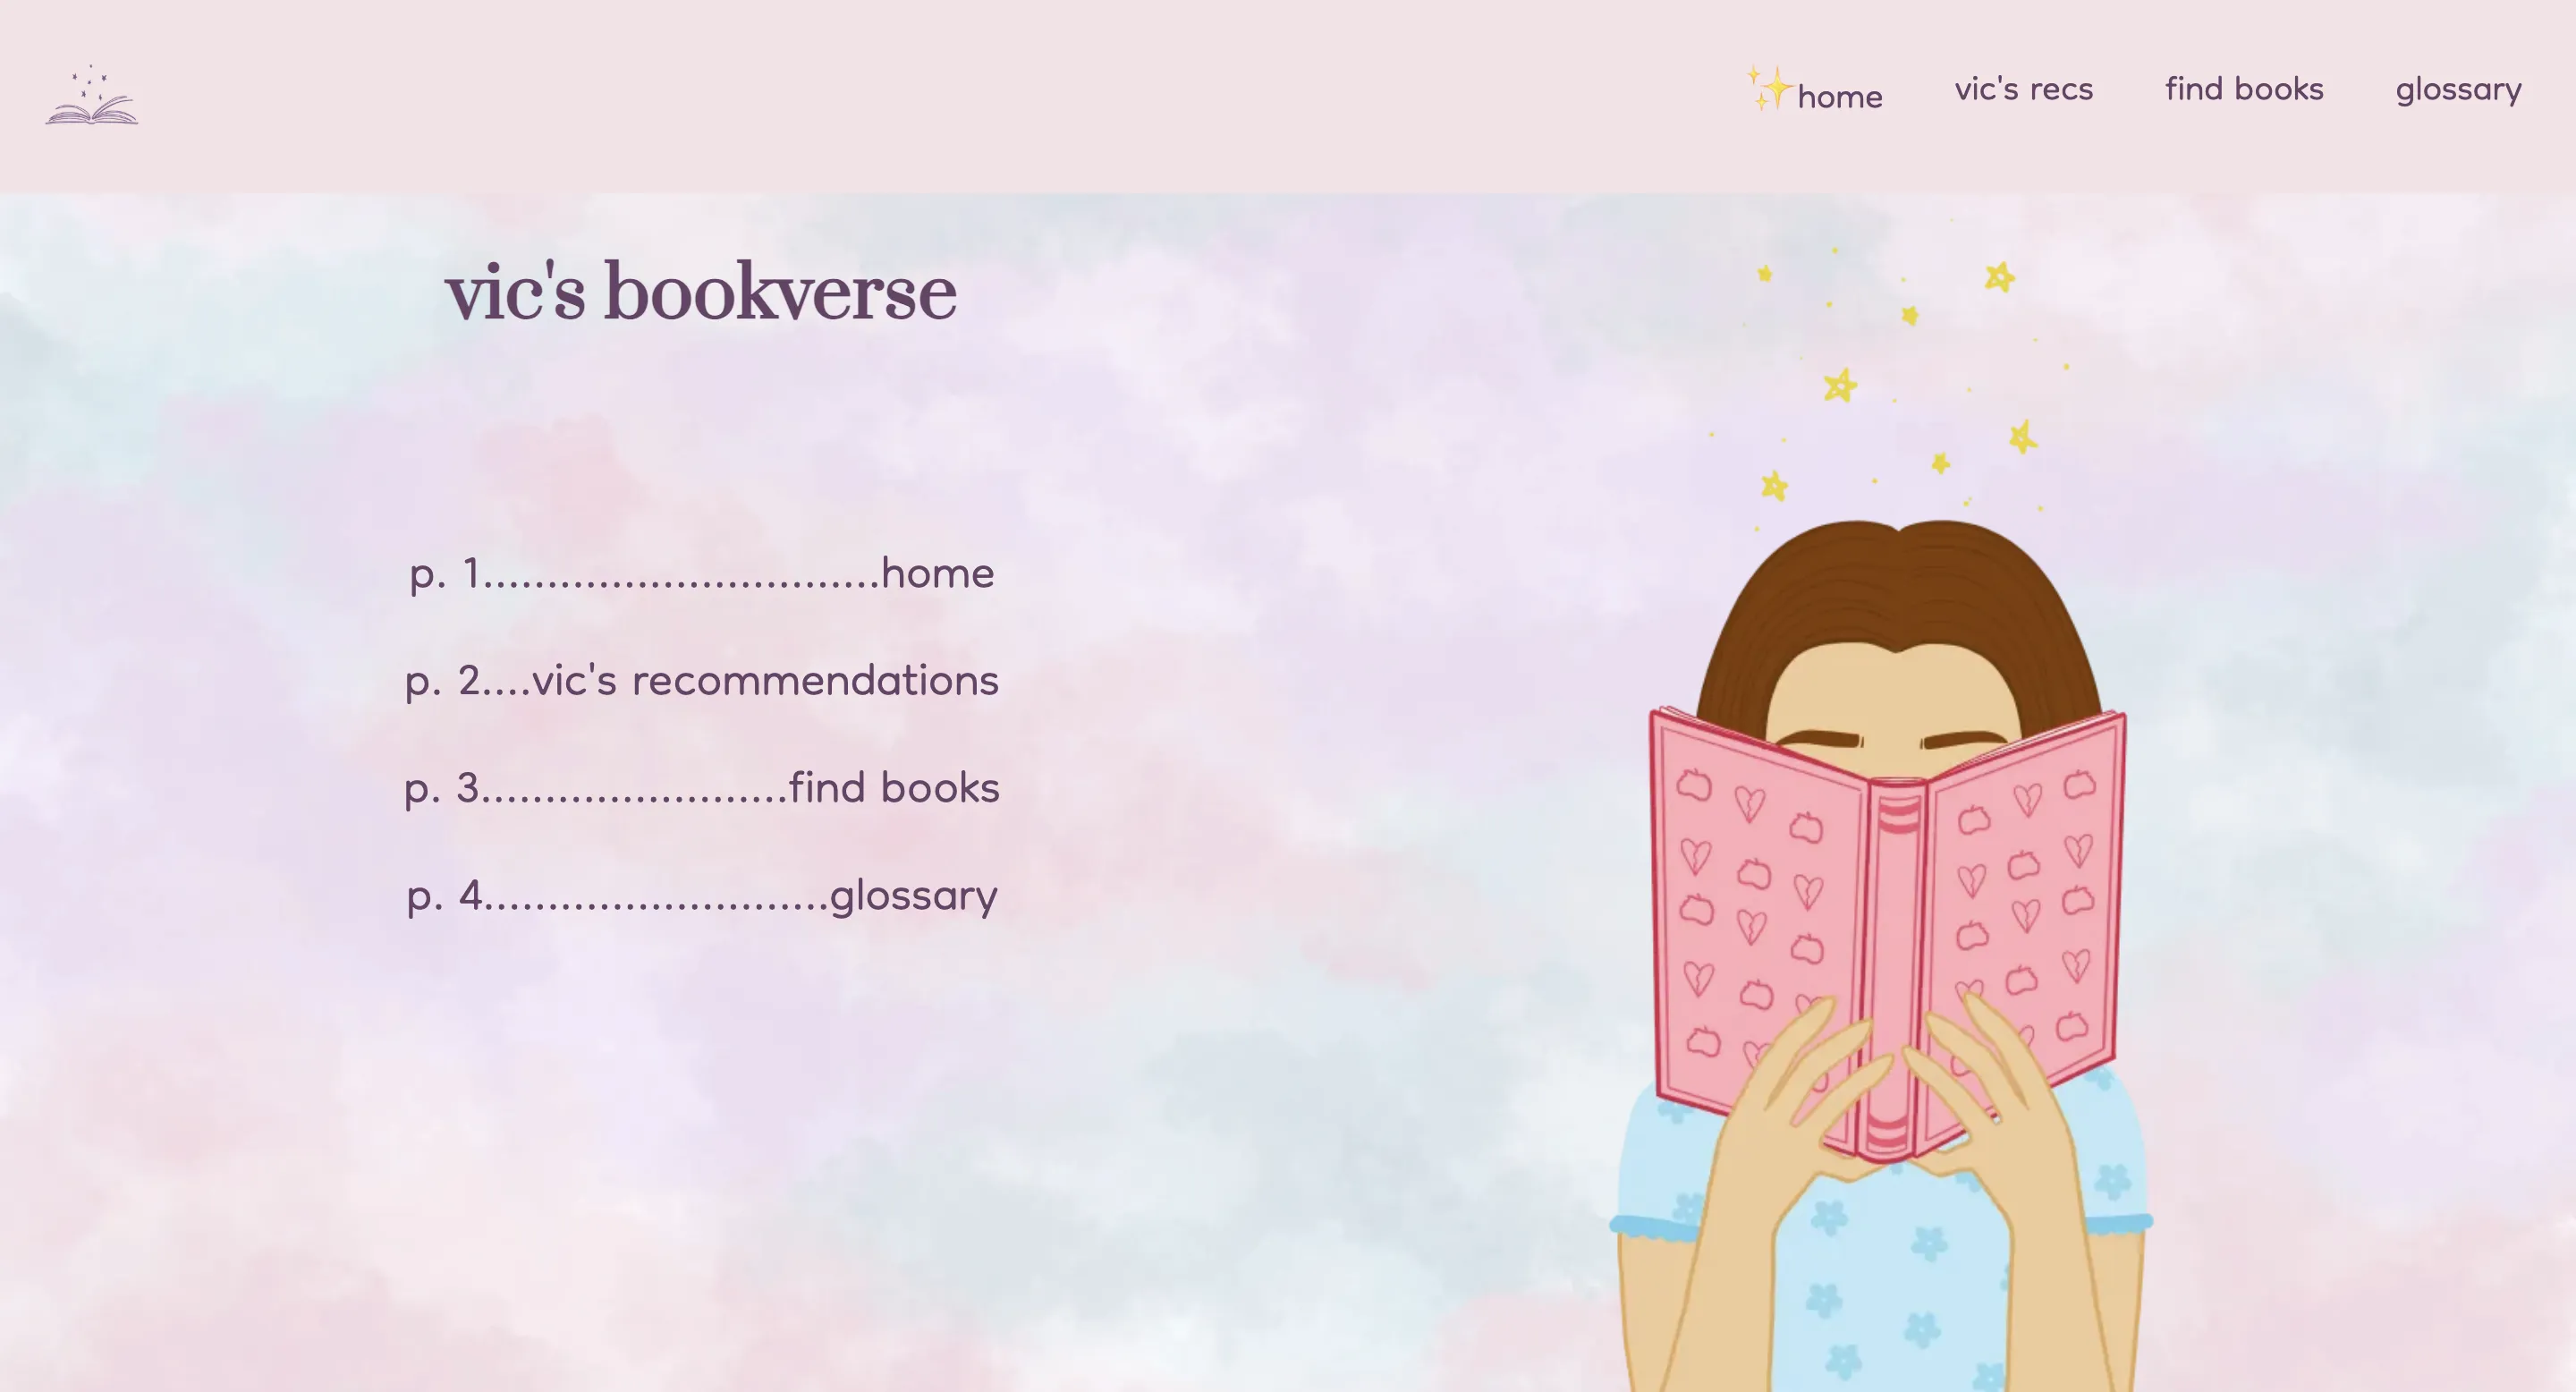 ✨home vic's recs find books glossary
vic's bookverse
p. 1...............................home
p. 2....vic's recommendations
p. 3........................find books
p. 4...........................glossary